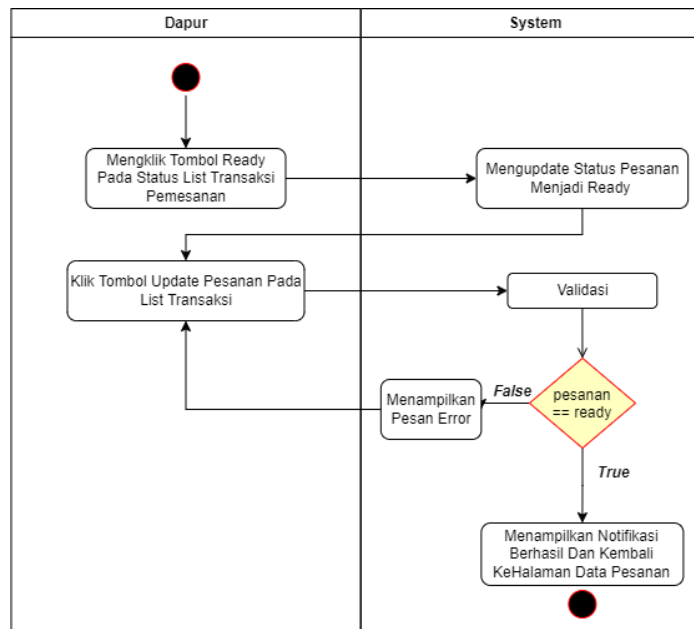 Dapur
System
Mengklik Tombol Ready
Pada Status List Transaksi
Pemesanan
Mengupdate Status Pesanan
Menjadi Ready
Klik Tombol Update Pesanan Pada
List Transaksi
Validasi
Menampilkan
Pesan Error
False
pesanan
== ready
True
Menampilkan Notifikasi
Berhasil Dan Kembali
KeHalaman Data Pesanan